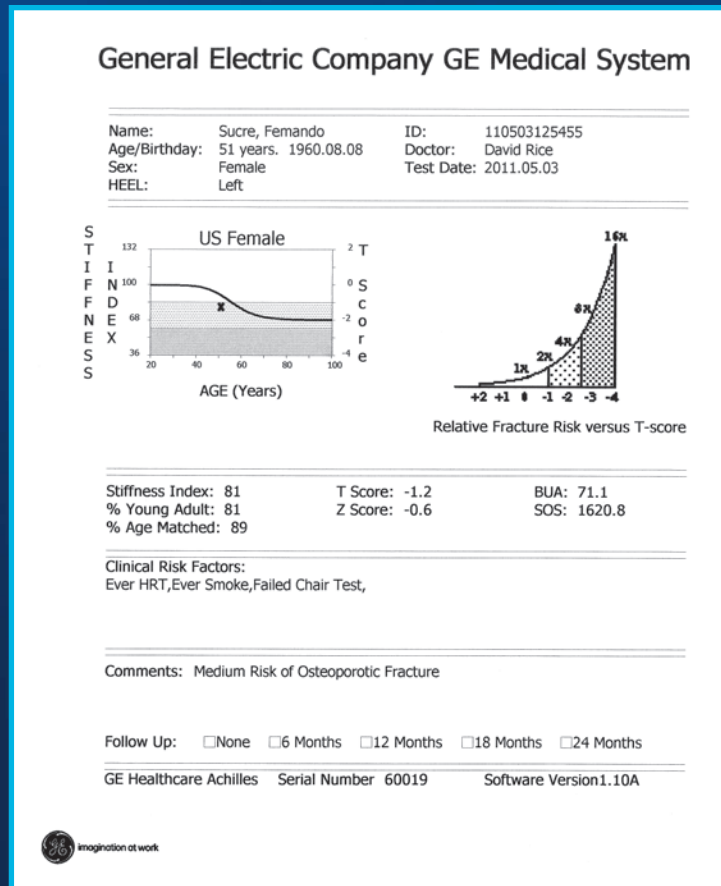 General Electric Company GE Medical System
Name: Sucre, Femando ID: 110503125455
Age/Birthday: 51 years. 1960.08.08 Doctor: David Rice
Sex: Female Test Date: 2011.05.03
HEEL: Left
STIFFNESS
INDEX
US Female
132
100
68
36
2
0
-2
-4
T Score
20 40 60 80 100
x
AGE (Years)
1x 2x 4x 8x 16x
+2 +1 0 -1 -2 -3 -4
Relative Fracture Risk versus T-score
Stiffness Index: 81 T Score: -1.2 BUA: 71.1
% Young Adult: 81 Z Score: -0.6 SOS: 1620.8
% Age Matched: 89
Clinical Risk Factors:
Ever HRT,Ever Smoke,Failed Chair Test,
Comments: Medium Risk of Osteoporotic Fracture
Follow Up: □None □6 Months □12 Months □18 Months □24 Months
GE Healthcare Achilles Serial Number 60019 Software Version1.10A
GE imagination at work